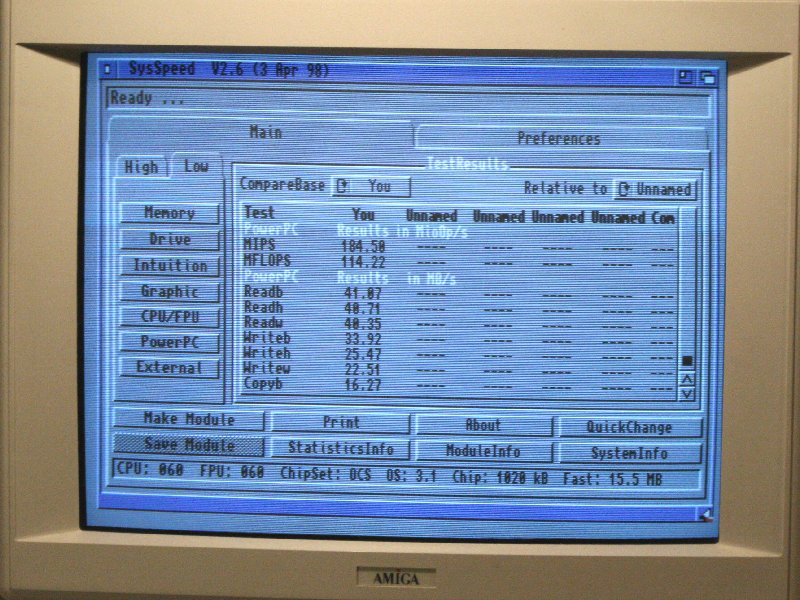 SysSpeed V2.6 (3 Apr 98)
Ready ...
Main Preferences
High Low
TestResults
CompareBase You Relative to Unnamed
Memory
Drive
Intuition
Graphic
CPU/FPU
PowerPC
External
Test You Unnamed Unnamed Unnamed Unnamed Com
PowerPC Results in MioOp/s
MIPS 184.50 ---- ---- ---- ---- ---
MFLOPS 114.22 ---- ---- ---- ---- ---
PowerPC Results in MB/s
Readb 41.07 ---- ---- ---- ---- ---
Readh 40.71 ---- ---- ---- ---- ---
Readw 40.35 ---- ---- ---- ---- ---
Writeb 33.92 ---- ---- ---- ---- ---
Writeh 25.47 ---- ---- ---- ---- ---
Writew 22.51 ---- ---- ---- ---- ---
Copyb 16.27 ---- ---- ---- ---- ---
Make Module Print About QuickChange
Save Module StatisticsInfo ModuleInfo SystemInfo
CPU: 060 FPU: 060 ChipSet: OCS OS: 3.1 Chip: 1020 kB Fast: 15.5 MB
AMIGA